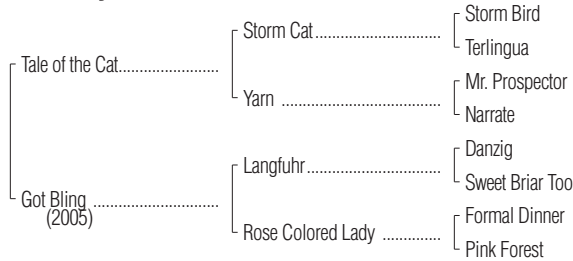 Storm Bird
Storm Cat
Terlingua
Tale of the Cat
Mr. Prospector
Yarn
Narrate
Danzig
Langfuhr
Sweet Briar Too
Got Bling
(2005)
Formal Dinner
Rose Colored Lady
Pink Forest